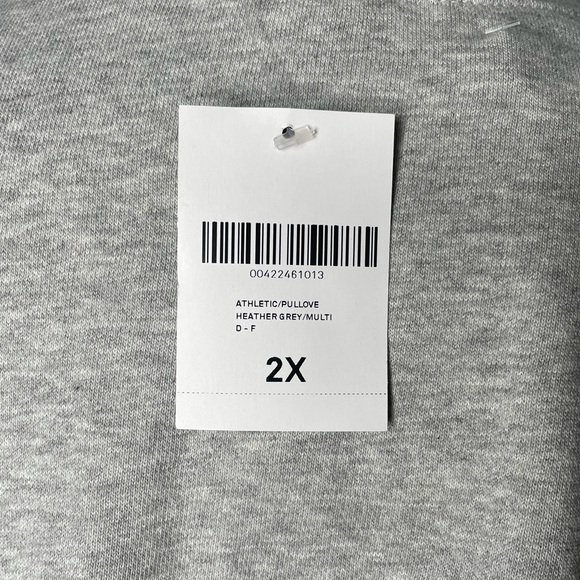 00422461013
ATHLETIC/PULLOVE
HEATHER GREY/MULTI
D - F
2X